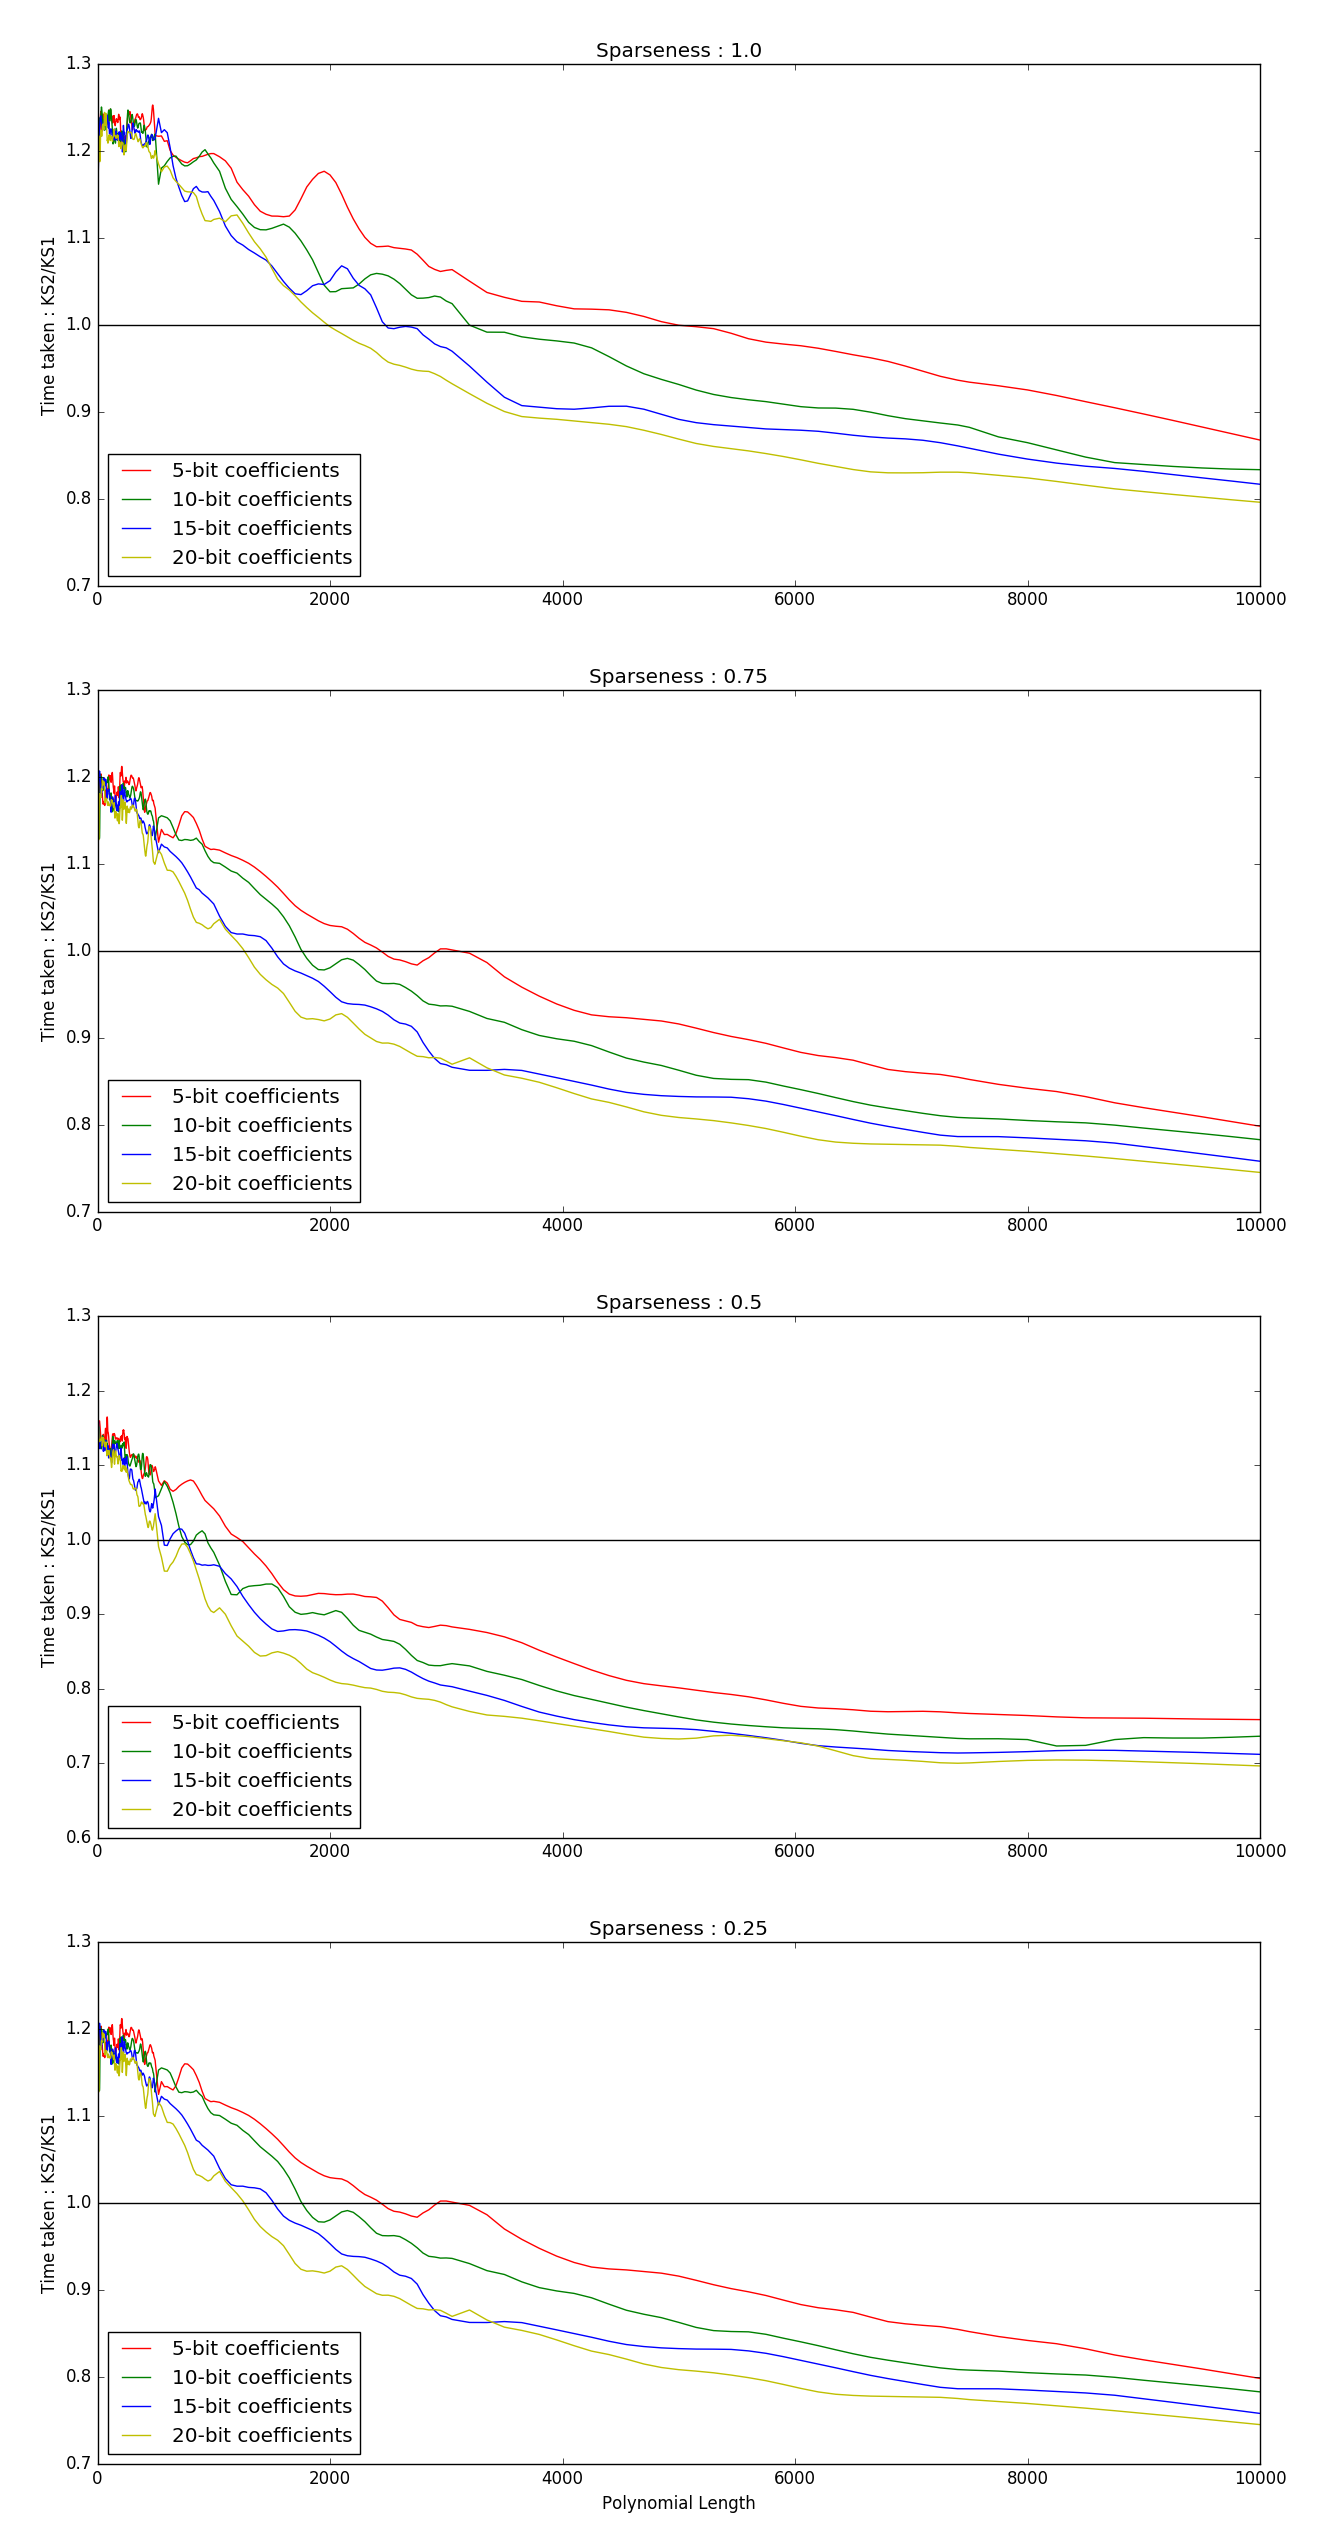 Sparseness : 1.0
1.3
1.2
1.1
1.0
0.9
0.8
0.7
Time taken : KS2/KS1
5-bit coefficients
10-bit coefficients
15-bit coefficients
20-bit coefficients
0 2000 4000 6000 8000 10000
Sparseness : 0.75
1.3
1.2
1.1
1.0
0.9
0.8
0.7
Time taken : KS2/KS1
5-bit coefficients
10-bit coefficients
15-bit coefficients
20-bit coefficients
0 2000 4000 6000 8000 10000
Sparseness : 0.5
1.3
1.2
1.1
1.0
0.9
0.8
0.7
0.6
Time taken : KS2/KS1
5-bit coefficients
10-bit coefficients
15-bit coefficients
20-bit coefficients
0 2000 4000 6000 8000 10000
Sparseness : 0.25
1.3
1.2
1.1
1.0
0.9
0.8
0.7
Time taken : KS2/KS1
5-bit coefficients
10-bit coefficients
15-bit coefficients
20-bit coefficients
0 2000 4000 6000 8000 10000
Polynomial Length